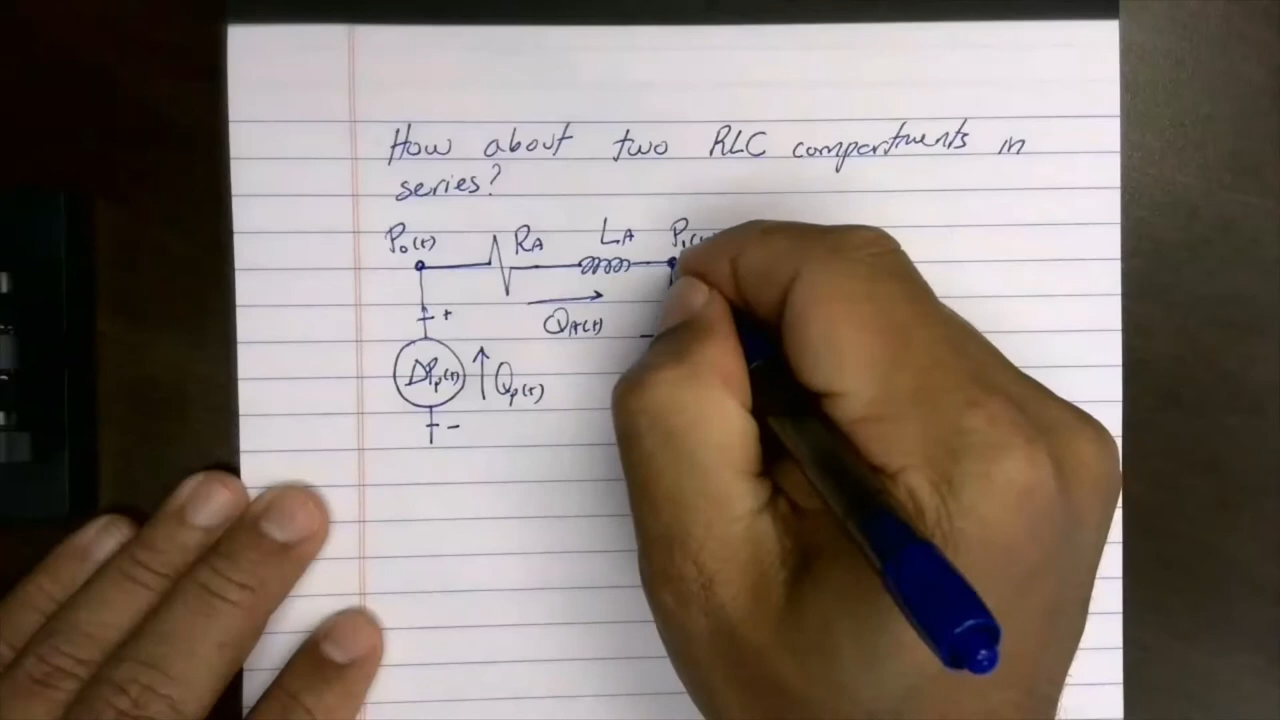 How about two RLC compartments in
series?
P₀(t) RA LA
+
QA(t)
ΔPp(t) Qp(t)
-